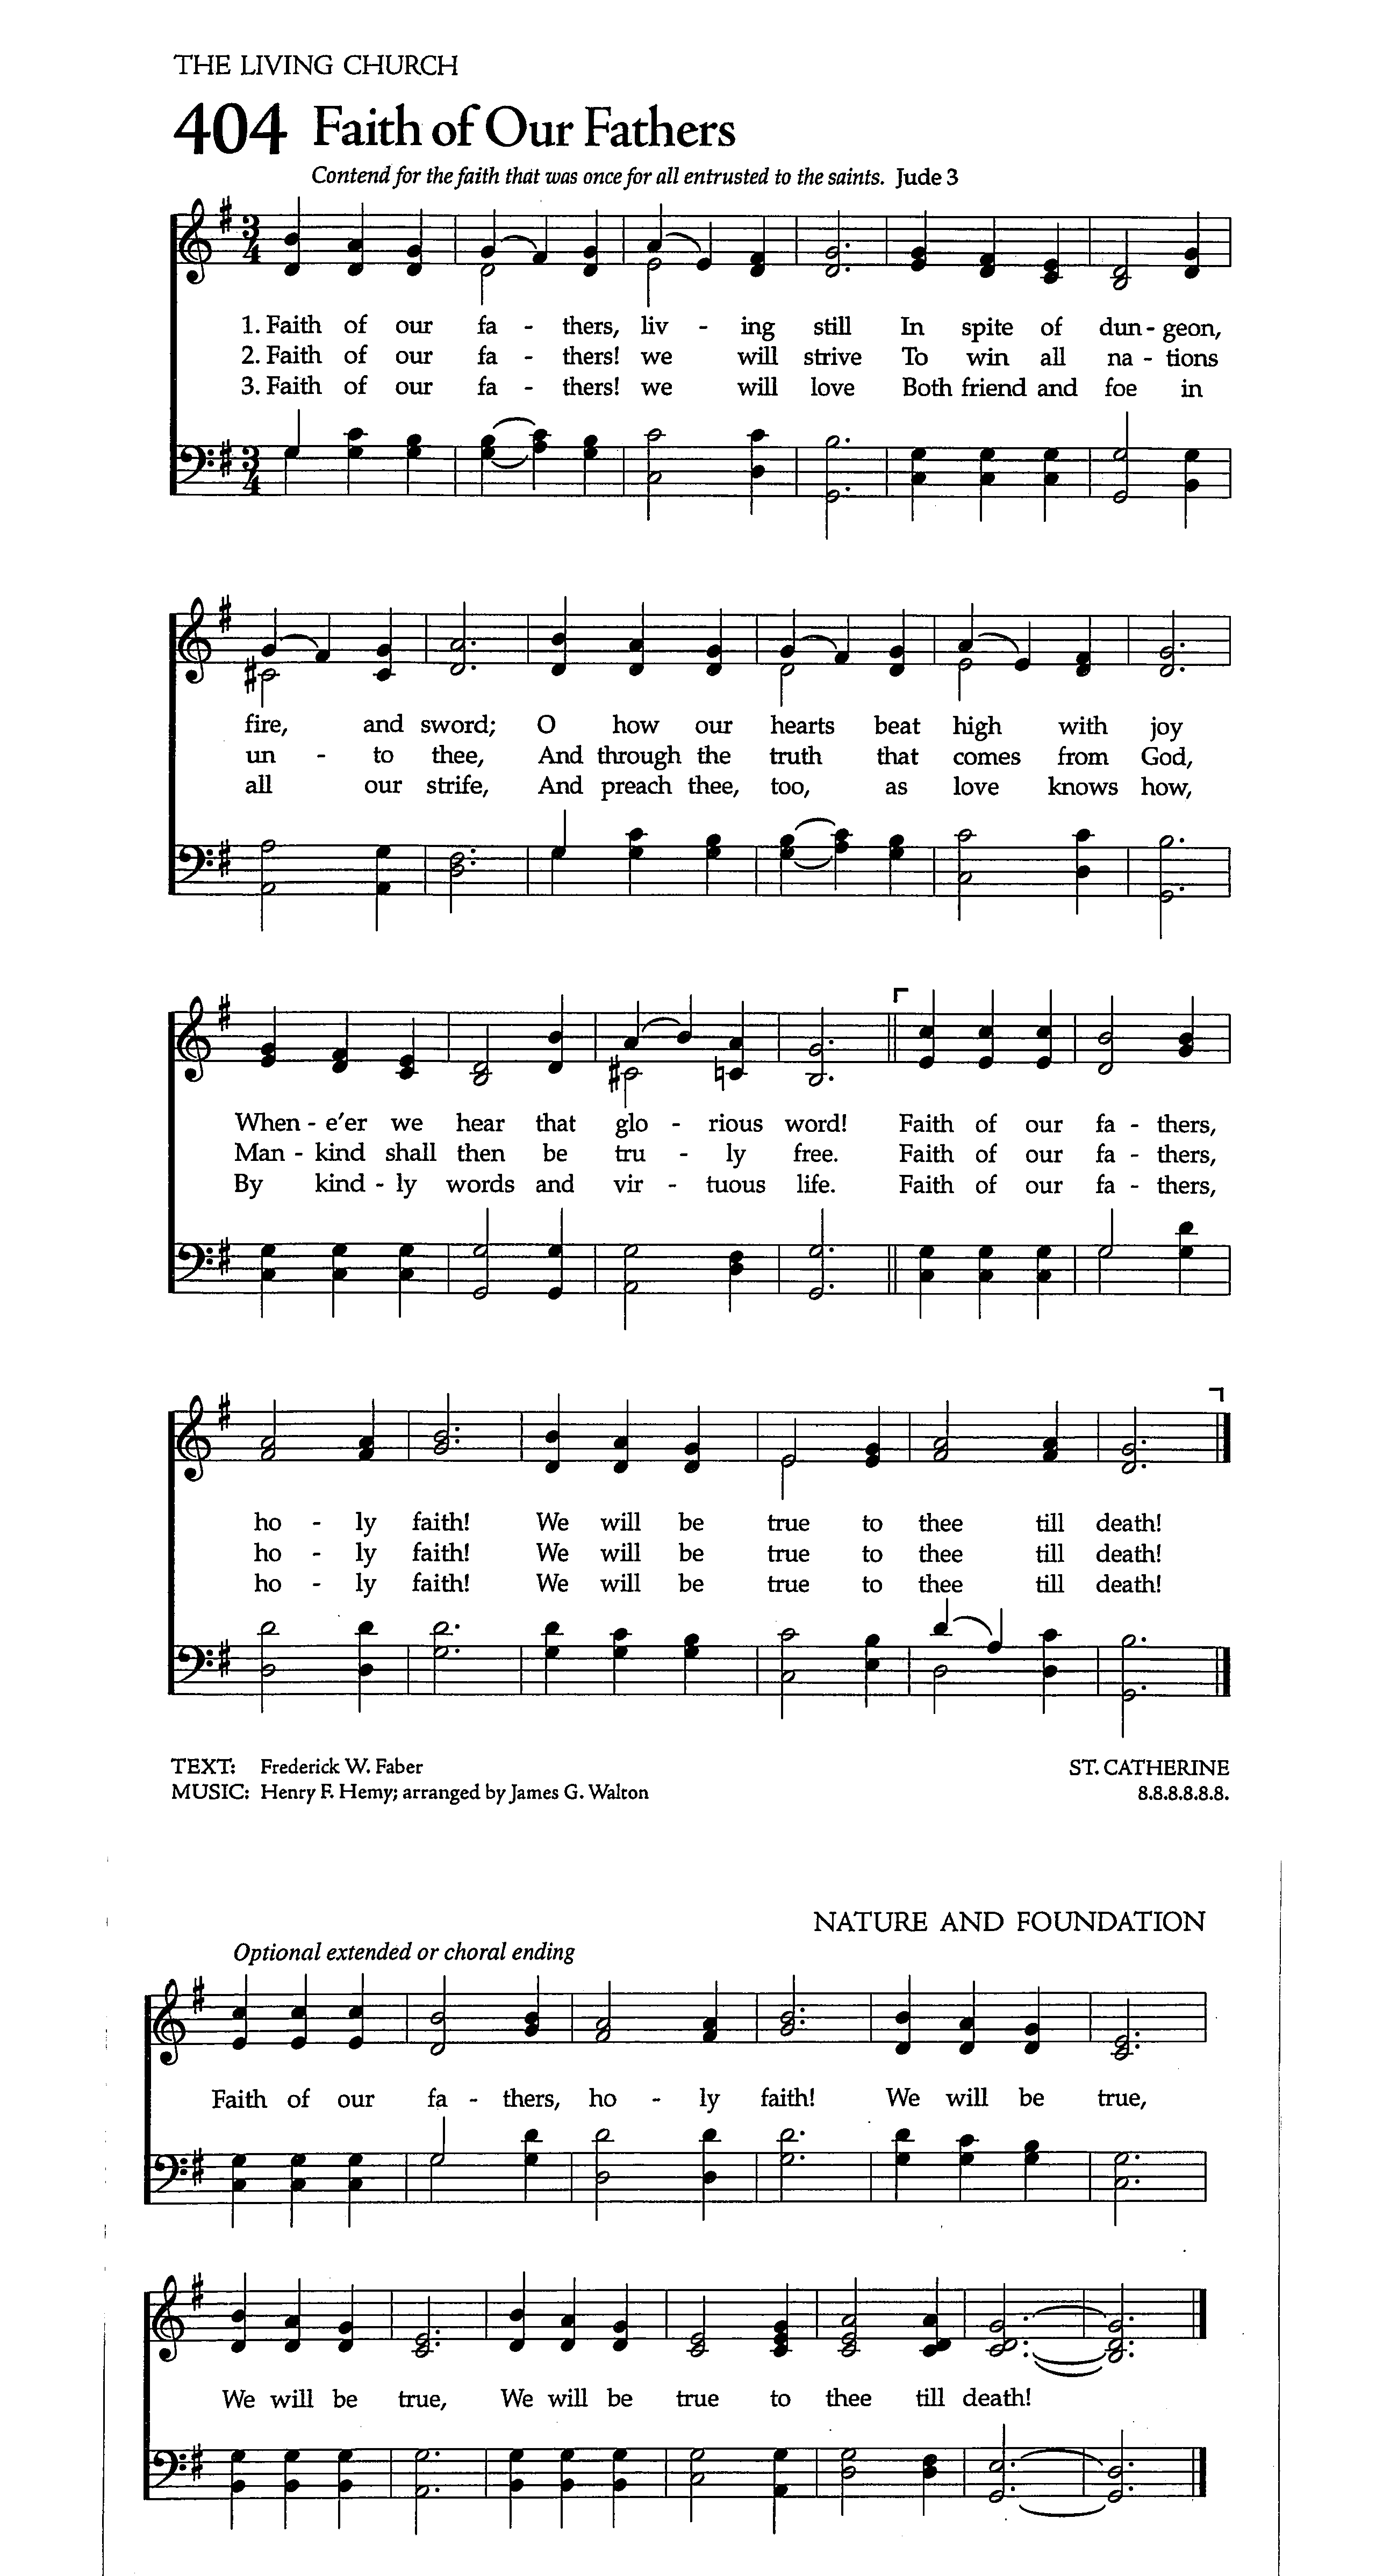 THE LIVING CHURCH
404 Faith of Our Fathers
Contend for the faith that was once for all entrusted to the saints. Jude 3
3 4
1. Faith of our fa - thers, liv - ing still In spite of dun - geon,
2. Faith of our fa - thers! we will strive To win all na - tions
3. Faith of our fa - thers! we will love Both friend and foe in
3 4
fire, and sword; O how our hearts beat high with joy
un - to thee, And through the truth that comes from God,
all our strife, And preach thee, too, as love knows how,
When - e'er we hear that glo - rious word! Faith of our fa - thers,
Man - kind shall then be tru - ly free. Faith of our fa - thers,
By kind - ly words and vir - tuous life. Faith of our fa - thers,
ho - ly faith! We will be true to thee till death!
ho - ly faith! We will be true to thee till death!
ho - ly faith! We will be true to thee till death!
TEXT: Frederick W. Faber ST. CATHERINE
MUSIC: Henry F. Hemy; arranged by James G. Walton 8.8.8.8.8.8.
NATURE AND FOUNDATION
Optional extended or choral ending
Faith of our fa - thers, ho - ly faith! We will be true,
We will be true, We will be true to thee till death!